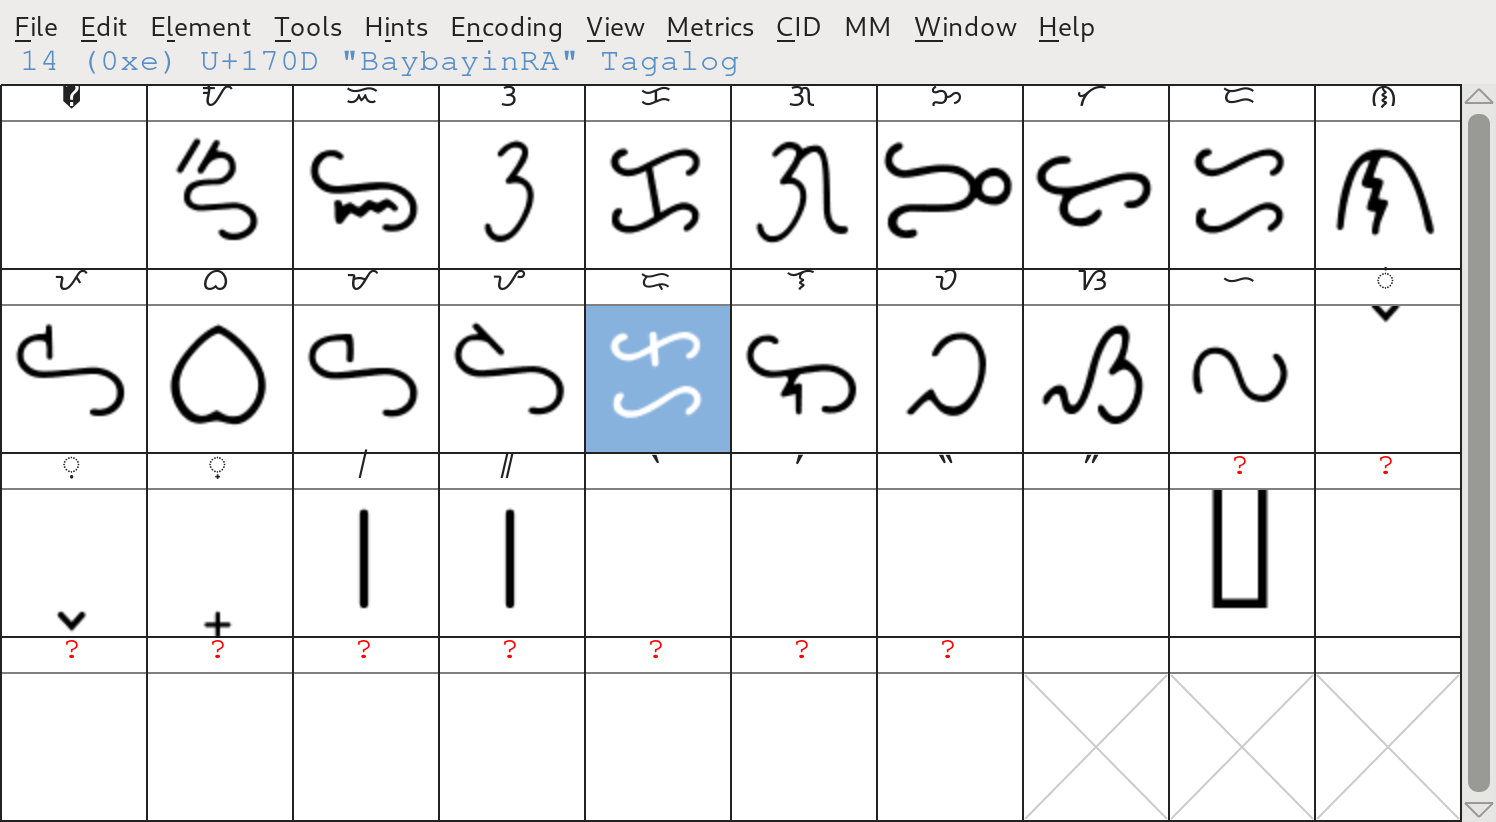 File Edit Element Tools Hints Encoding View Metrics CID MM Window Help
14 (0xe) U+170D "BaybayinRA" Tagalog
ᜀ ᜁ ᜂ ᜃ ᜄ ᜅ ᜆ ᜇ ᜈ
ᜉ ᜊ ᜋ ᜌ ᜍ ᜎ ᜏ ᜐ ᜑ ◌ᜒ
◌ᜓ ◌᜔ ᜵ ᜶ ? ?
? ? ? ? ? ? ?